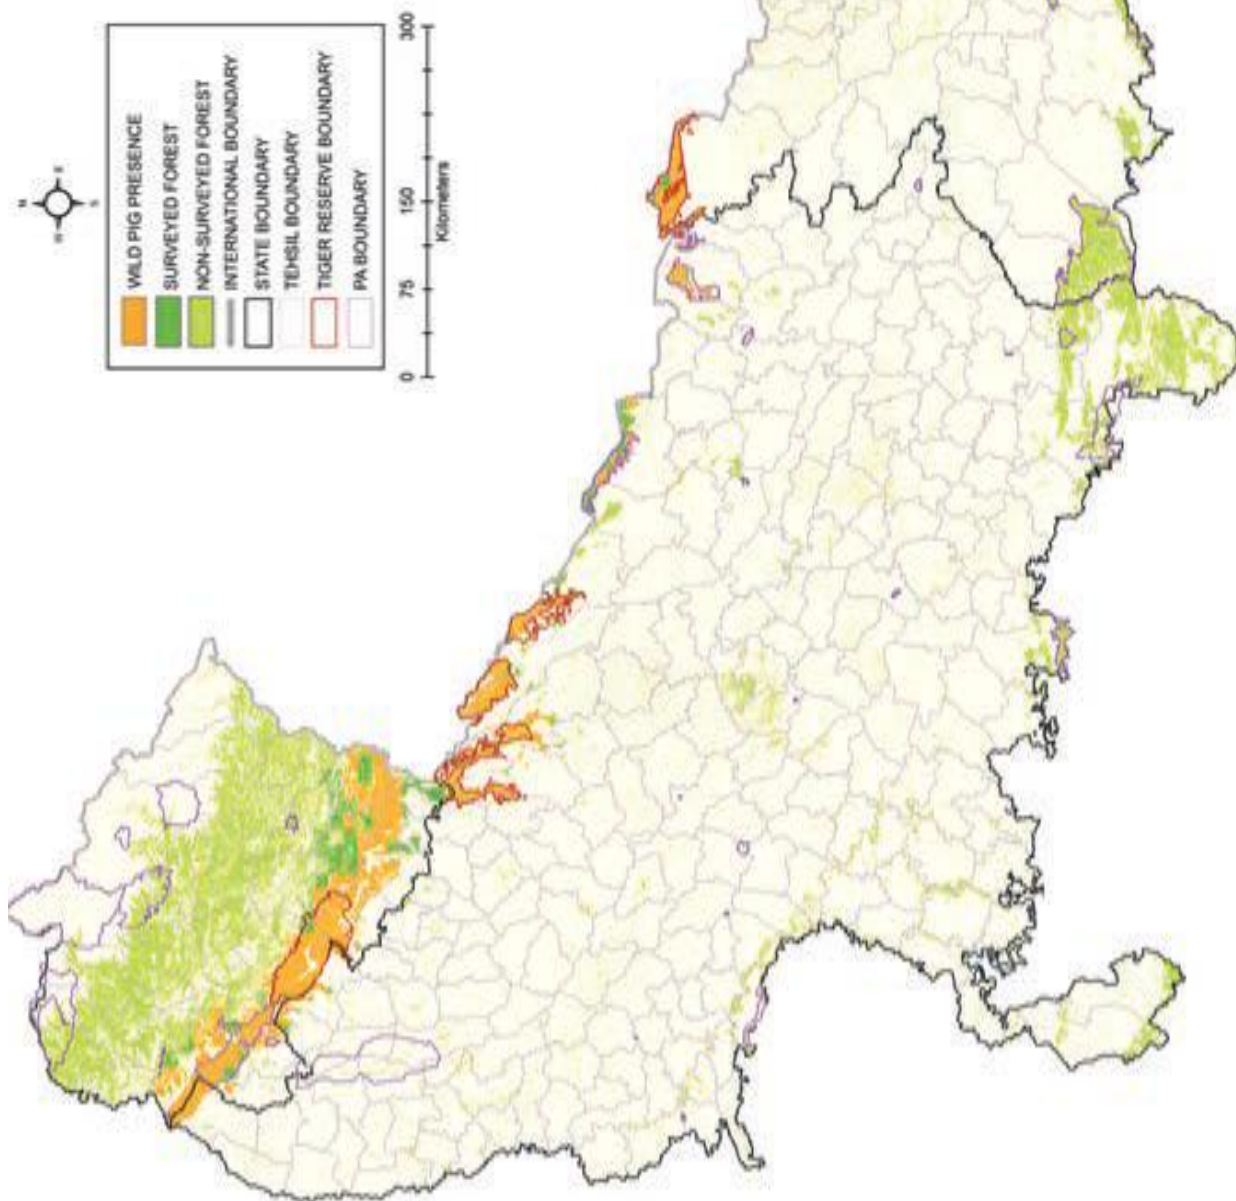 N
W
E
S
WILD PIG PRESENCE
SURVEYED FOREST
NON-SURVEYED FOREST
INTERNATIONAL BOUNDARY
STATE BOUNDARY
TEHSIL BOUNDARY
TIGER RESERVE BOUNDARY
PA BOUNDARY
0 75 150 300
Kilometers